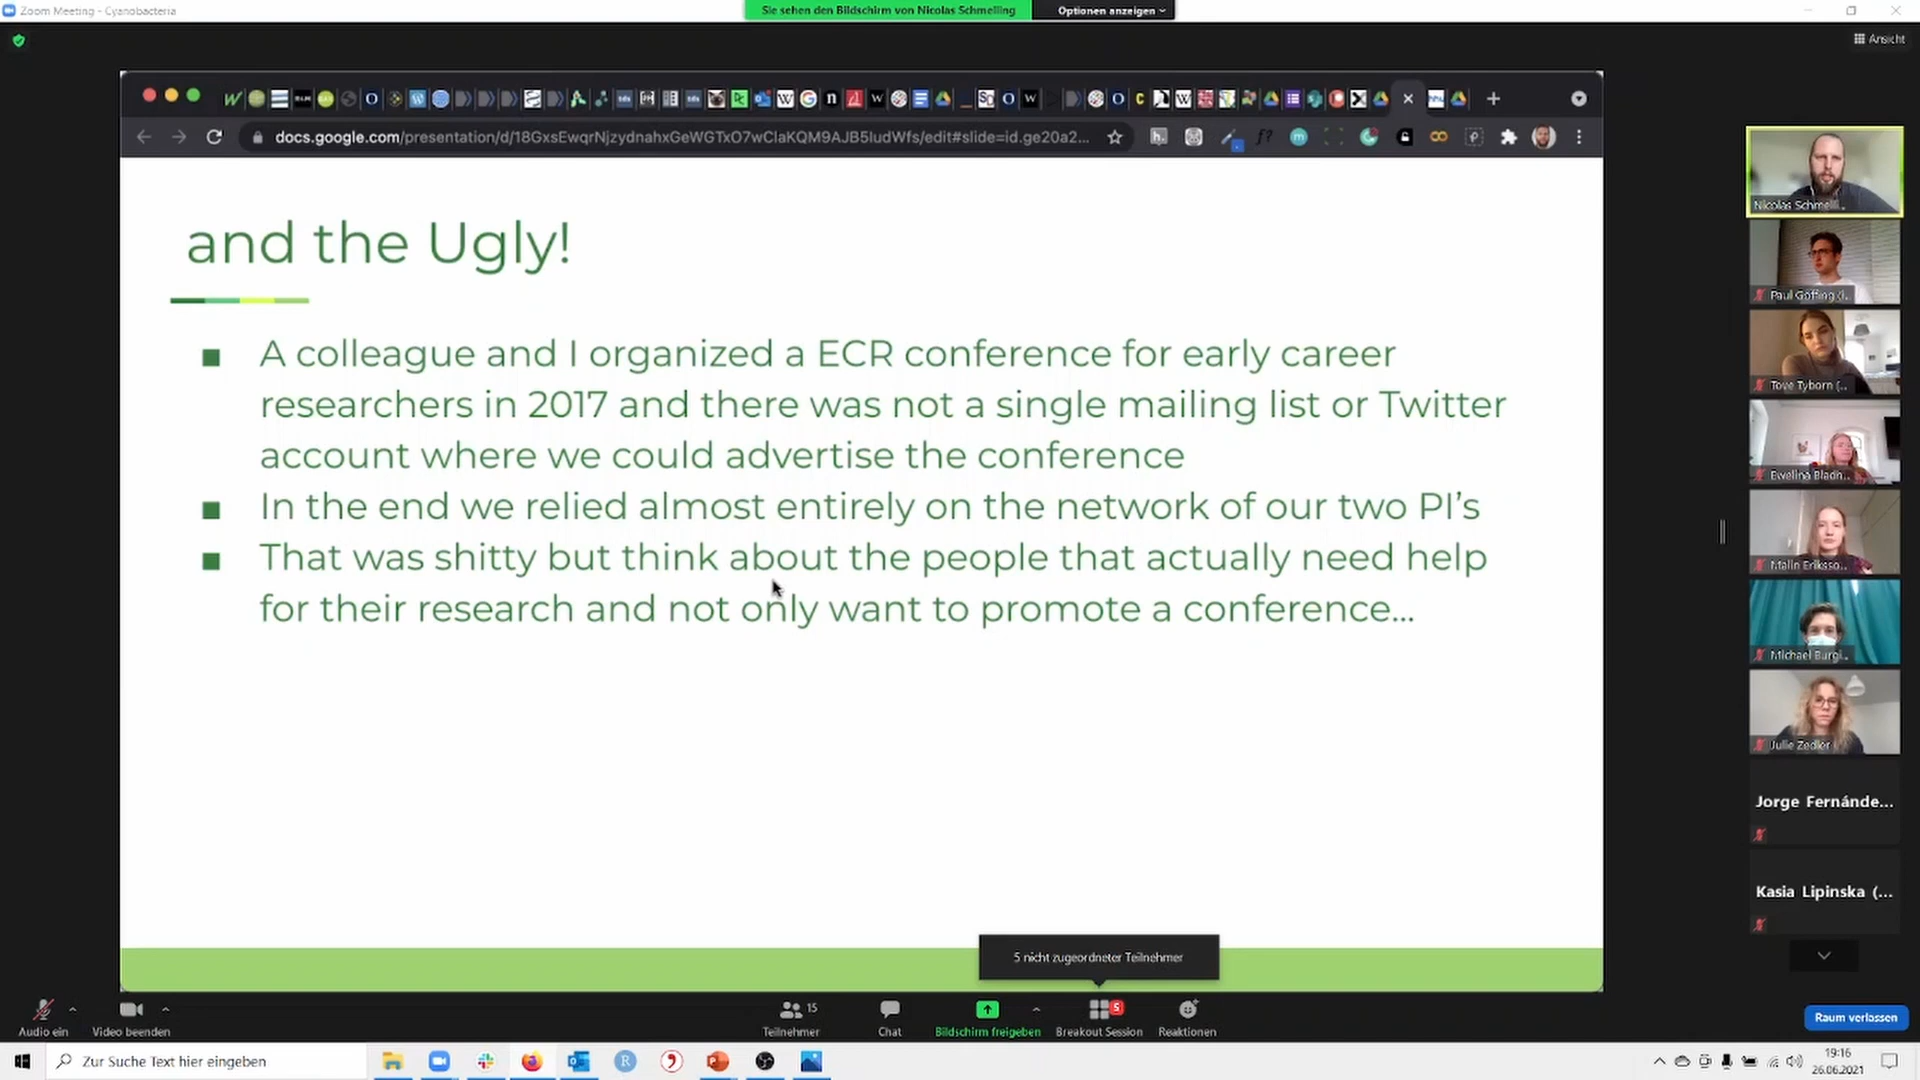 Zoom Meeting - Cyanobacteria
Sie sehen den Bildschirm von Nicolas Schmelling
Optionen anzeigen
Ansicht
docs.google.com/presentation/d/18GxsEwqrNjzydnahxGeWGTxO7wClaKQM9AJB5IudWfs/edit#slide=id.ge20a2...
and the Ugly!
A colleague and I organized a ECR conference for early career
researchers in 2017 and there was not a single mailing list or Twitter
account where we could advertise the conference
In the end we relied almost entirely on the network of our two PI's
That was shitty but think about the people that actually need help
for their research and not only want to promote a conference...
Nicolas Schmelli...
Paul Göffing (i...
Tove Tyborn (...
Ewelina Bladn...
Malin Eriksso...
Michael Burgi...
Julie Zedler
Jorge Fernánde...
Kasia Lipinska (...
5 nicht zugeordneter Teilnehmer
Audio ein
Video beenden
15
Teilnehmer
Chat
Bildschirm freigeben
5
Breakout Session
Reaktionen
Raum verlassen
Zur Suche Text hier eingeben
19:16
26.06.2021